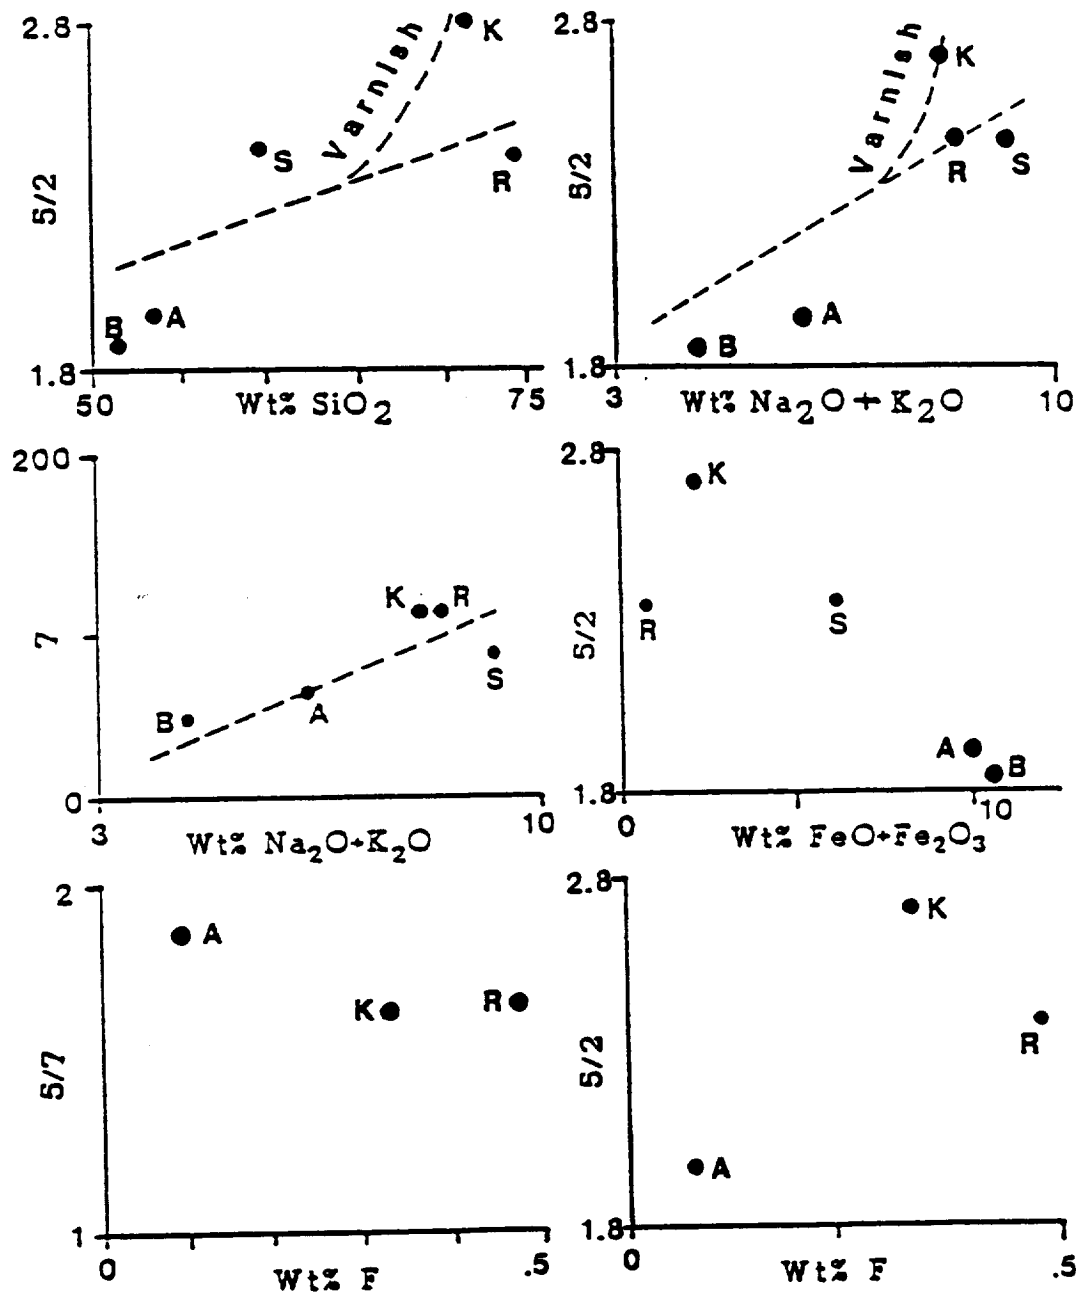 2.8
Varnish
K
S
R
5/2
B
A
1.8
50
Wt% SiO2
75
2.8
Varnish
K
R
S
5/2
B
A
1.8
3
Wt% Na2O + K2O
10
200
K
R
7
S
B
A
0
3
Wt% Na2O+K2O
10
2.8
K
R
S
5/2
A
B
1.8
0
10
Wt% FeO+Fe2O3
2
A
K
R
5/7
1
0
Wt% F
.5
2.8
K
R
5/2
A
1.8
0
Wt% F
.5